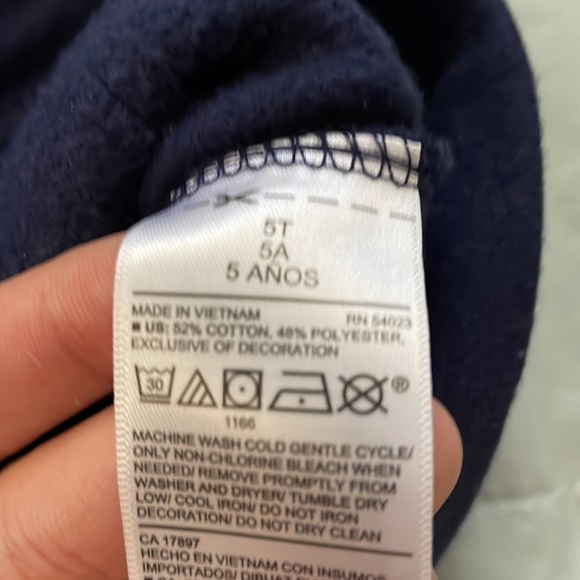 5T
5A
5 AÑOS
MADE IN VIETNAM RN 54023
US: 52% COTTON, 48% POLYESTER,
EXCLUSIVE OF DECORATION
30
®
1166
MACHINE WASH COLD GENTLE CYCLE/
ONLY NON-CHLORINE BLEACH WHEN
NEEDED/ REMOVE PROMPTLY FROM
WASHER AND DRYER/ TUMBLE DRY
LOW/ COOL IRON/ DO NOT IRON
DECORATION/ DO NOT DRY CLEAN
CA 17897
HECHO EN VIETNAM CON INSUMOS
IMPORTADOS/